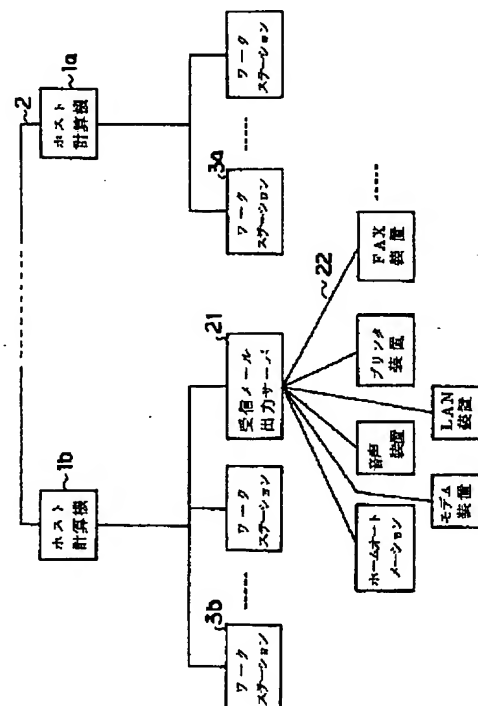 2
ホスト
計算機
1b
ホスト
計算機
1a
3b
ワーク
ステーション
ワーク
ステーション
21
受信メール
出力サーバ
3a
ワーク
ステーション
ワーク
ステーション
22
ホームオート
メーション
モデム
装置
音声
装置
LAN
装置
プリンタ
装置
FAX
装置